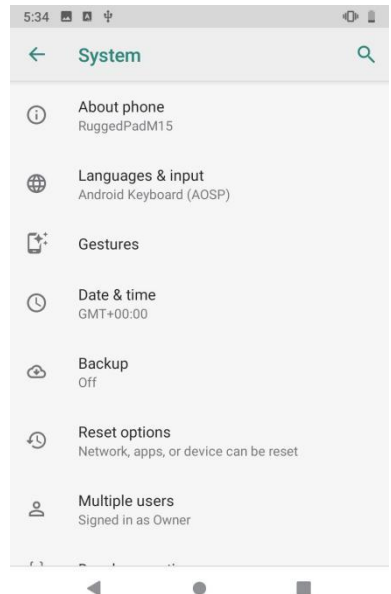 5:34
System
About phone
RuggedPadM15
Languages & input
Android Keyboard (AOSP)
Gestures
Date & time
GMT+00:00
Backup
Off
Reset options
Network, apps, or device can be reset
Multiple users
Signed in as Owner